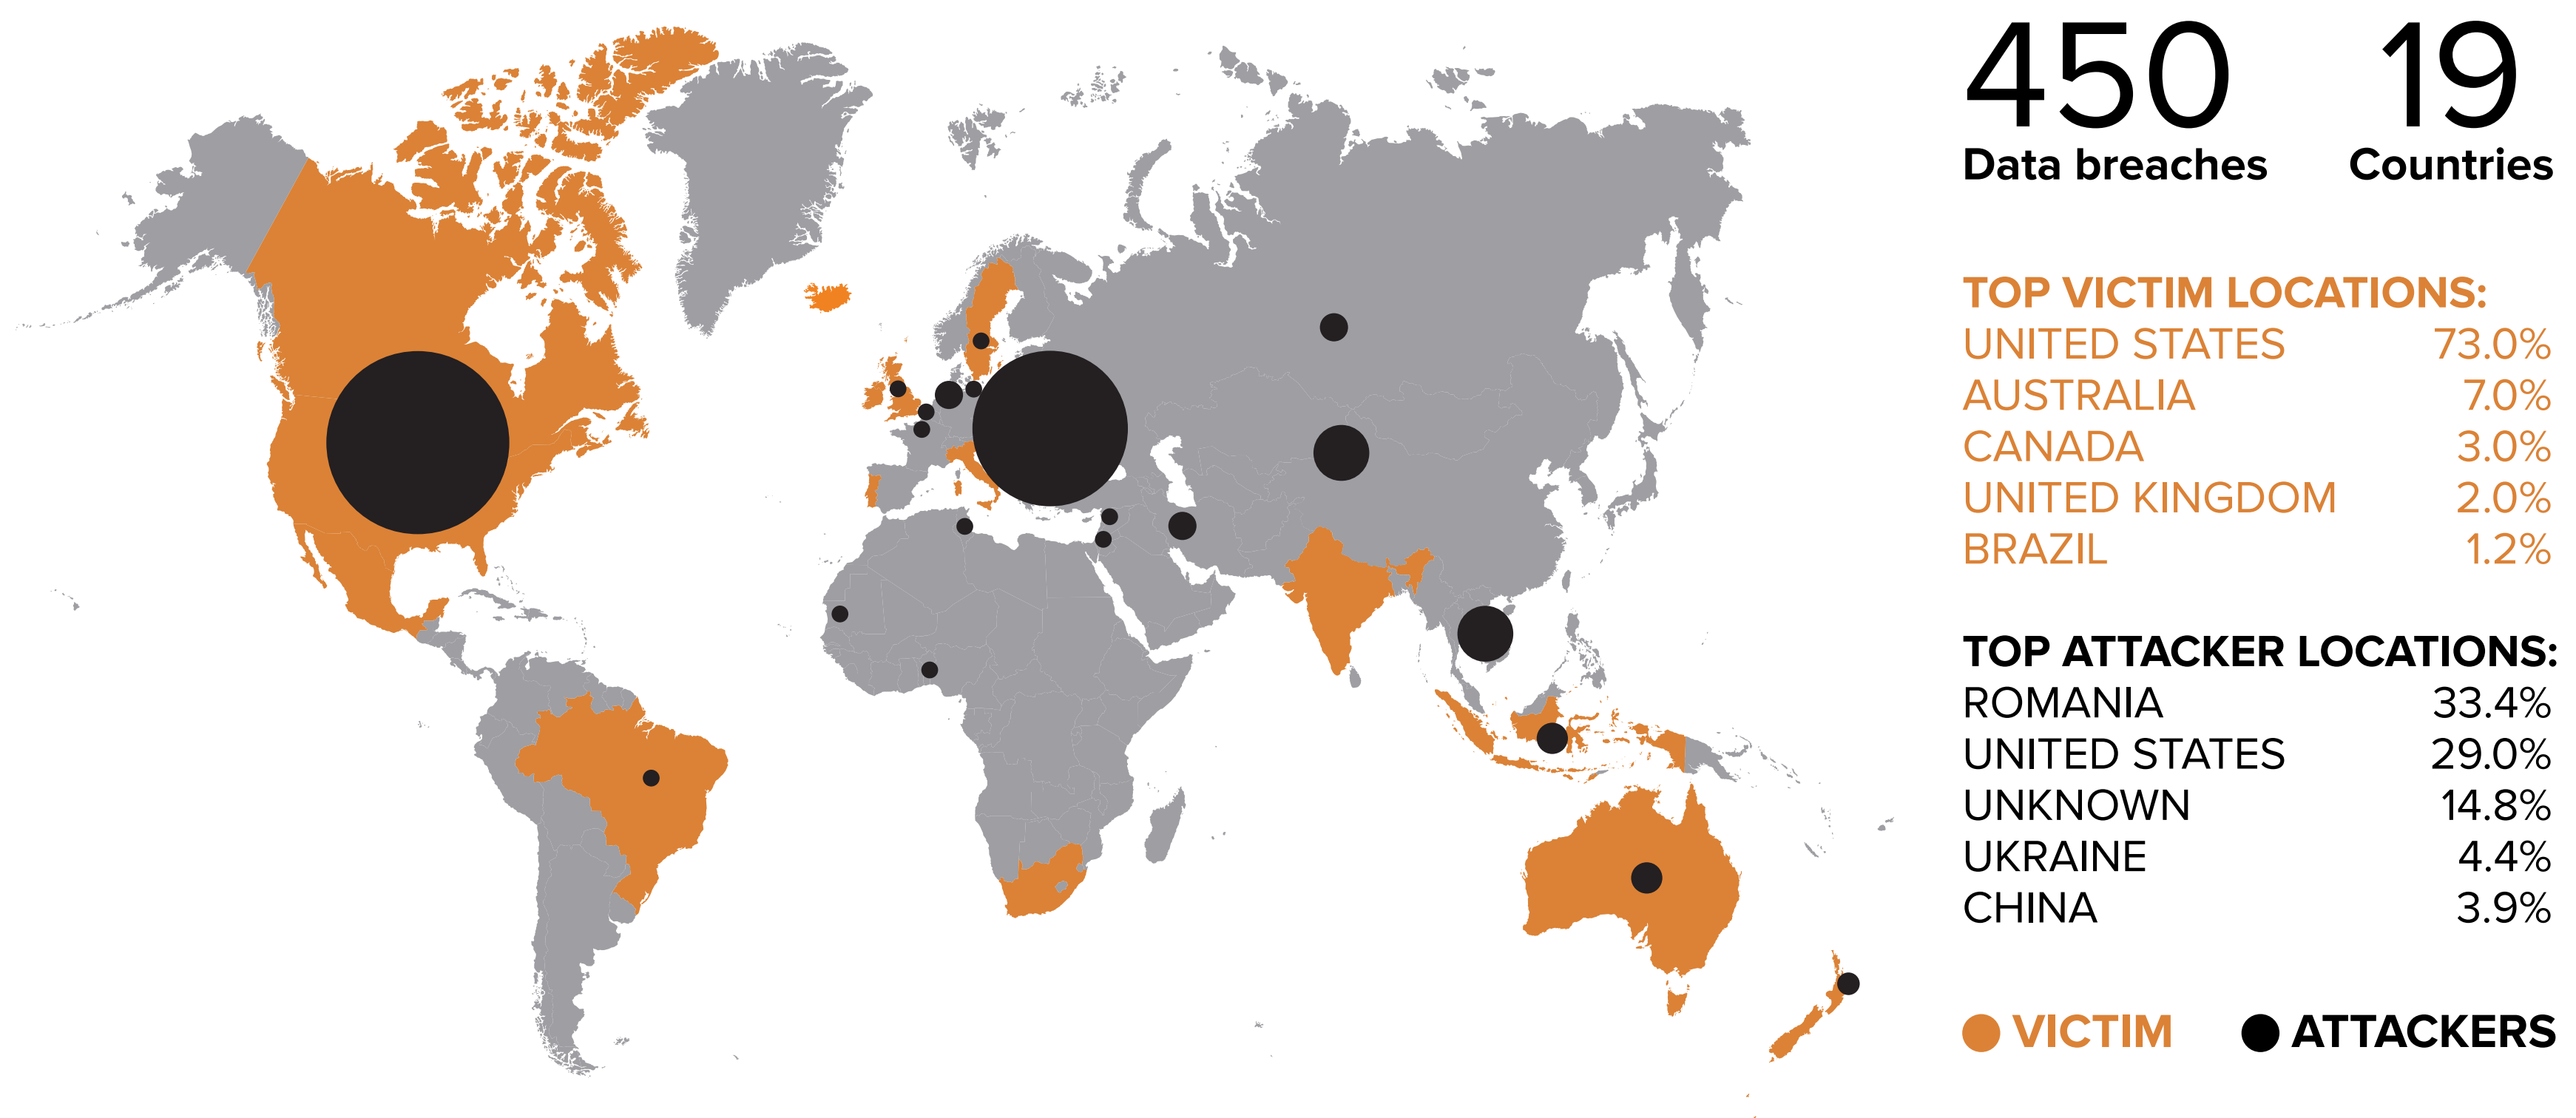 450 19
Data breaches Countries
TOP VICTIM LOCATIONS:
UNITED STATES 73.0%
AUSTRALIA 7.0%
CANADA 3.0%
UNITED KINGDOM 2.0%
BRAZIL 1.2%
TOP ATTACKER LOCATIONS:
ROMANIA 33.4%
UNITED STATES 29.0%
UNKNOWN 14.8%
UKRAINE 4.4%
CHINA 3.9%
VICTIM ATTACKERS